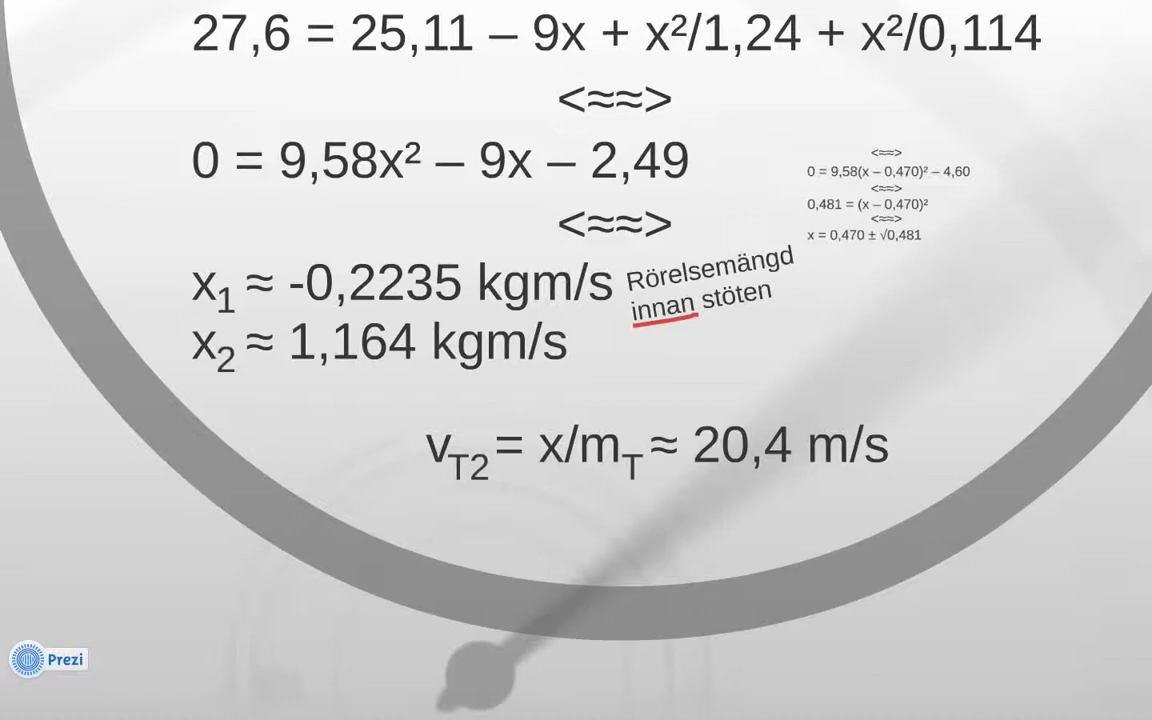 27,6 = 25,11 – 9x + x²/1,24 + x²/0,114
<≈≈>
0 = 9,58x² – 9x – 2,49
<≈≈>
0 = 9,58(x – 0,470)² – 4,60
<≈≈>
0,481 = (x – 0,470)²
<≈≈>
x = 0,470 ± √0,481
<≈≈>
x₁ ≈ -0,2235 kgm/s
Rörelsemängd
innan stöten
x₂ ≈ 1,164 kgm/s
v_T2 = x/m_T ≈ 20,4 m/s
Prezi